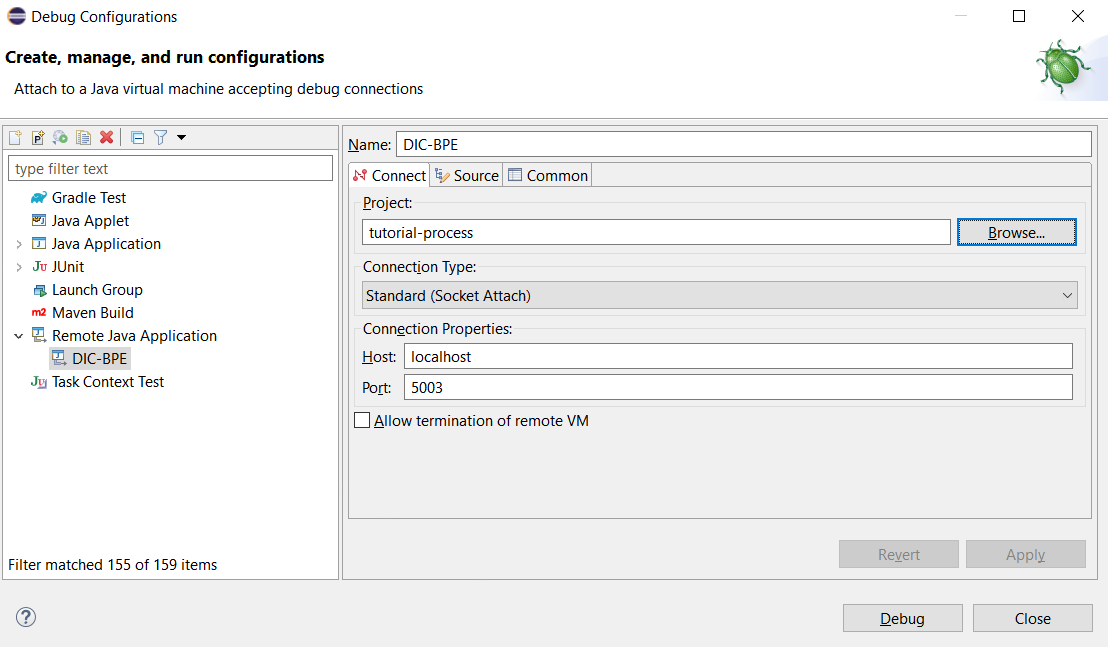 Debug Configurations
Create, manage, and run configurations
Attach to a Java virtual machine accepting debug connections
type filter text
Gradle Test
Java Applet
Java Application
Ju JUnit
Launch Group
m2 Maven Build
Remote Java Application
DIC-BPE
Ju Task Context Test
Filter matched 155 of 159 items
Name: DIC-BPE
Connect Source Common
Project:
tutorial-process Browse...
Connection Type:
Standard (Socket Attach)
Connection Properties:
Host: localhost
Port: 5003
Allow termination of remote VM
Revert Apply
? Debug Close